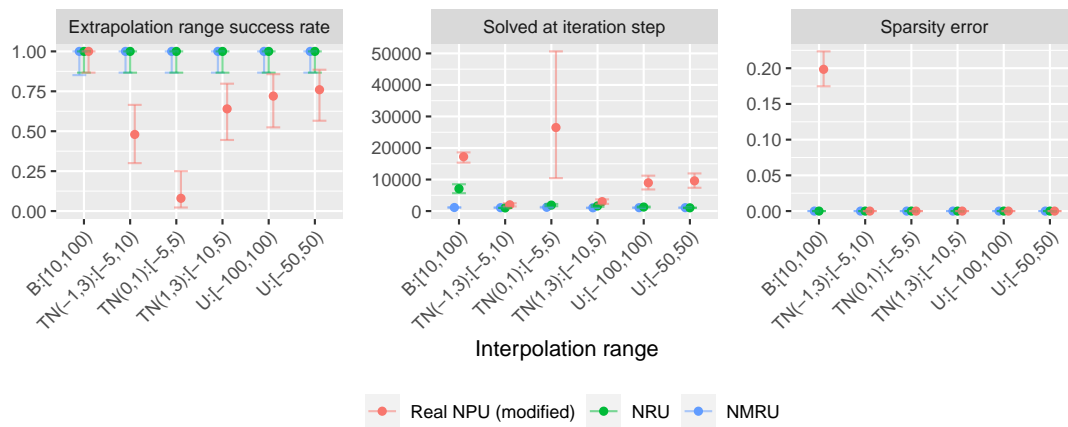 Extrapolation range success rate
Solved at iteration step
Sparsity error
1.00
0.75
0.50
0.25
0.00
50000
40000
30000
20000
10000
0
0.20
0.15
0.10
0.05
0.00
B:[10,100)
TN(−1,3):[−5,10)
TN(0,1):[−5,5)
TN(1,3):[−10,5)
U:[−100,100)
U:[−50,50)
B:[10,100)
TN(−1,3):[−5,10)
TN(0,1):[−5,5)
TN(1,3):[−10,5)
U:[−100,100)
U:[−50,50)
B:[10,100)
TN(−1,3):[−5,10)
TN(0,1):[−5,5)
TN(1,3):[−10,5)
U:[−100,100)
U:[−50,50)
Interpolation range
Real NPU (modified) NRU NMRU